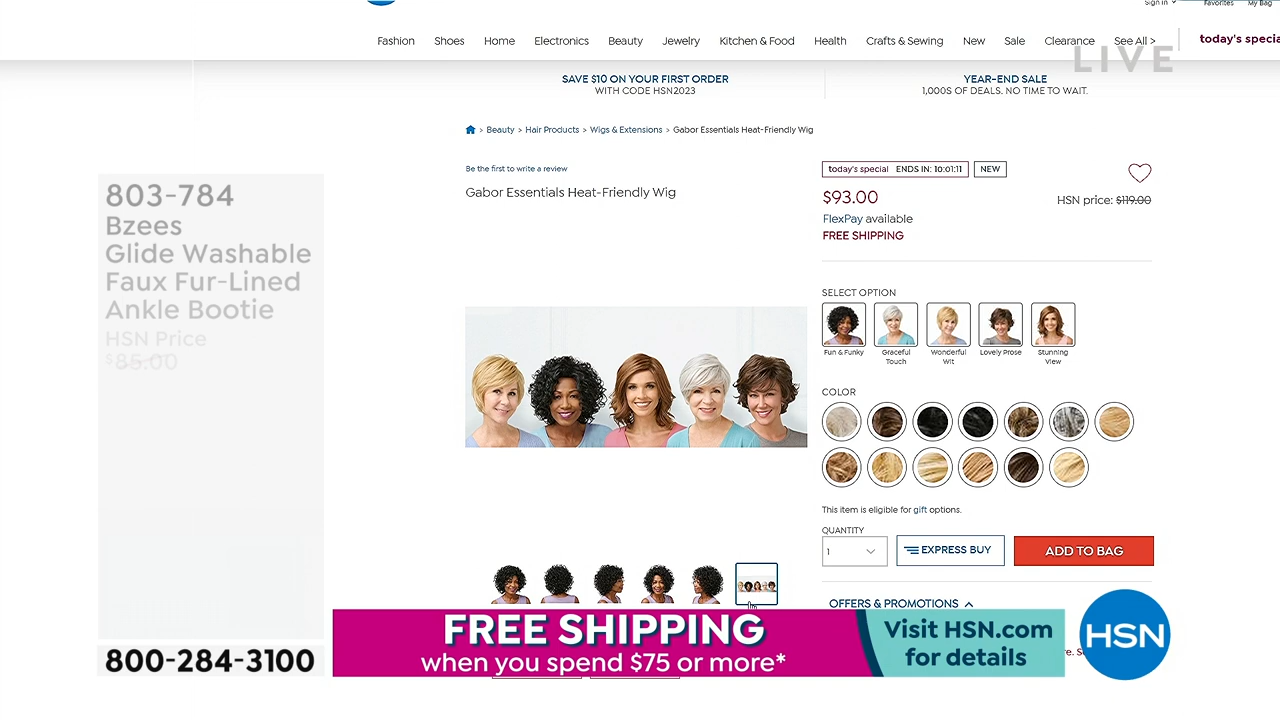 Sign In
Favorites
My Bag
Fashion
Shoes
Home
Electronics
Beauty
Jewelry
Kitchen & Food
Health
Crafts & Sewing
New
Sale
Clearance
See All >
today's specia
LIVE
SAVE $10 ON YOUR FIRST ORDER
WITH CODE HSN2023
YEAR-END SALE
1,000S OF DEALS. NO TIME TO WAIT.
> Beauty > Hair Products > Wigs & Extensions > Gabor Essentials Heat-Friendly Wig
Be the first to write a review
Gabor Essentials Heat-Friendly Wig
today's special ENDS IN: 10:01:11
NEW
$93.00
HSN price: $119.00
FlexPay available
FREE SHIPPING
803-784
Bzees
Glide Washable
Faux Fur-Lined
Ankle Bootie
HSN Price
$85.00
SELECT OPTION
Fun & Funky
Graceful
Touch
Wonderful
Wit
Lovely Prose
Stunning
View
COLOR
This item is eligible for gift options.
QUANTITY
1
EXPRESS BUY
ADD TO BAG
OFFERS & PROMOTIONS
800-284-3100
FREE SHIPPING
when you spend $75 or more*
Visit HSN.com
for details
HSN